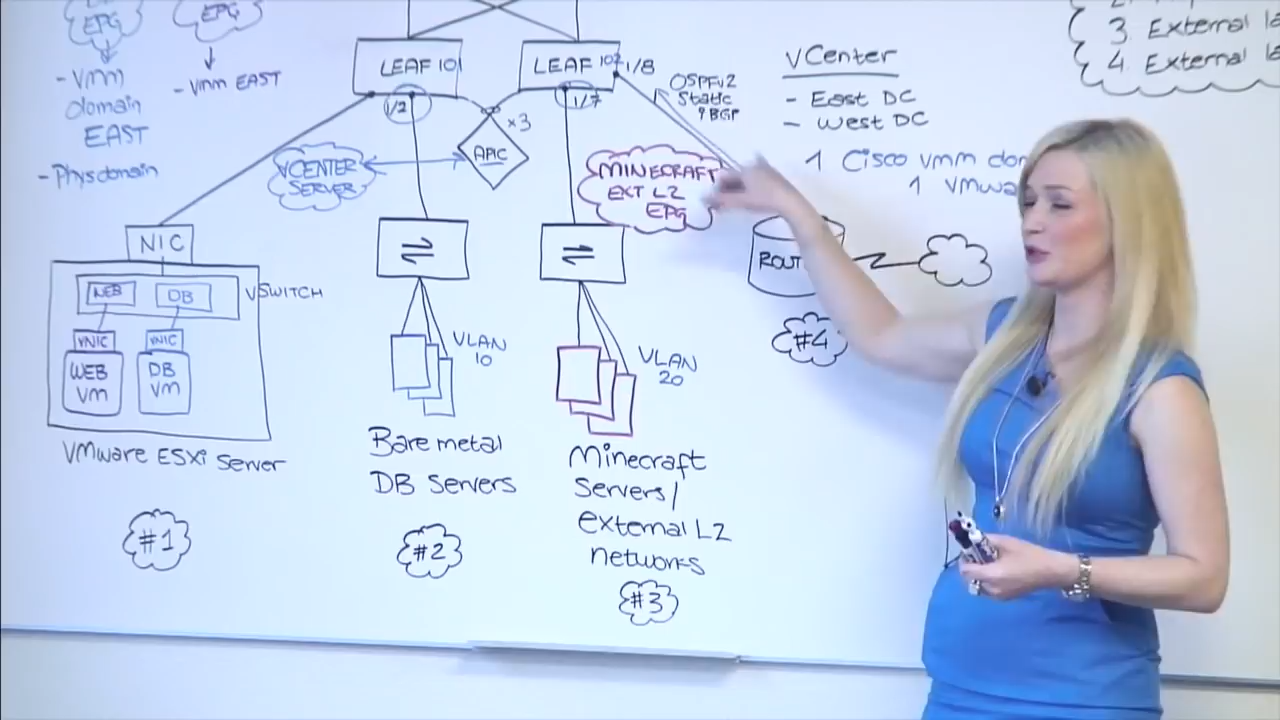 EPG
EPG
- VMM
domain
EAST
- VMM EAST
- Physdomain
LEAF 101
1/2
LEAF 102
1/7
1/8
OSPFv2
Static
BGP
×3
APIC
VCENTER
SERVER
MINECRAFT
EXT L2
EPG
NIC
WEB
DB
VSWITCH
VNIC
VNIC
WEB
VM
DB
VM
VMware ESXi Server
#1
VLAN
10
Bare metal
DB Servers
#2
VLAN
20
Minecraft
Servers/
external L2
networks
#3
#4
vCenter
- East DC
- West DC
1 Cisco VMM
1
3. External
4. External